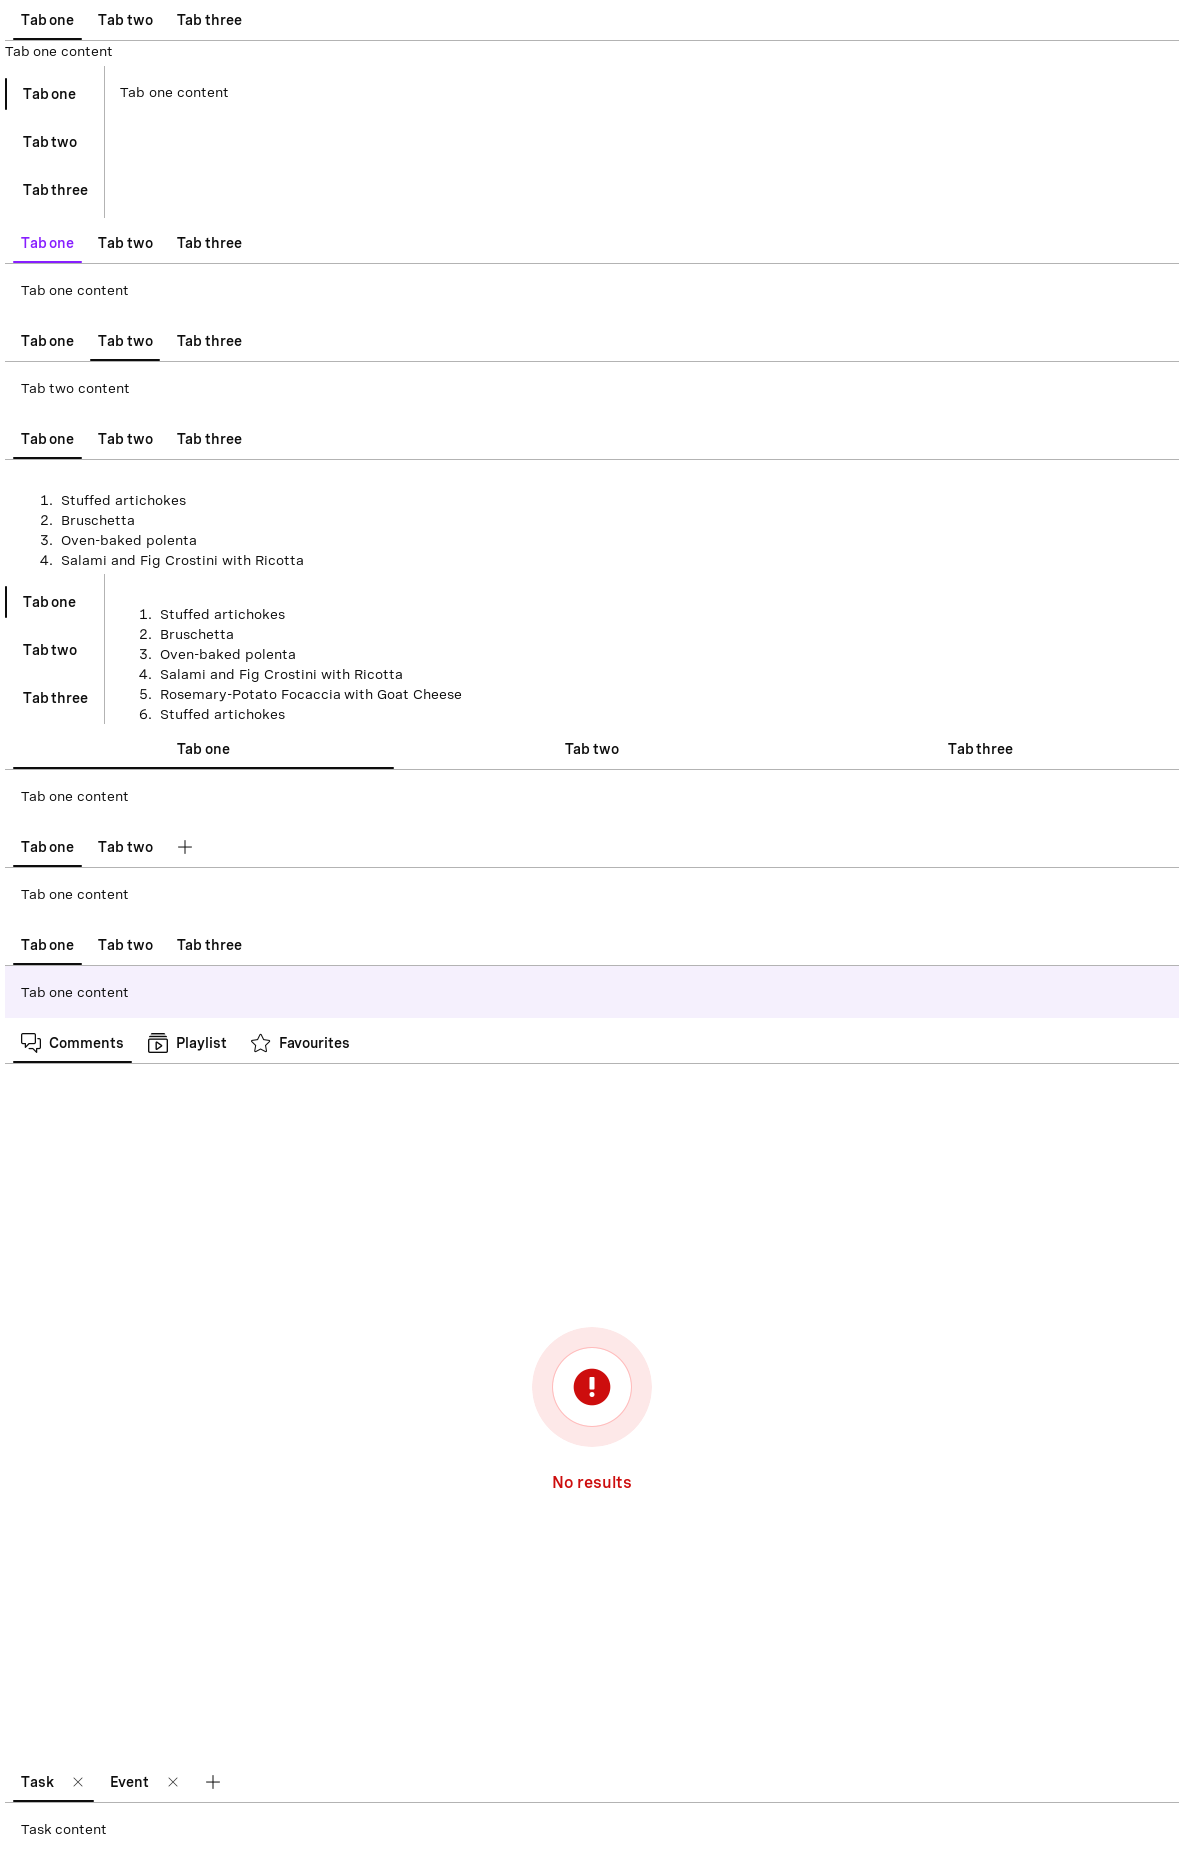 Tab one Tab two Tab three
Tab one content
Tab one
Tab one content
Tab two
Tab three
Tab one Tab two Tab three
Tab one content
Tab one Tab two Tab three
Tab two content
Tab one Tab two Tab three
1. Stuffed artichokes
2. Bruschetta
3. Oven-baked polenta
4. Salami and Fig Crostini with Ricotta
Tab one
Tab two
Tab three
1. Stuffed artichokes
2. Bruschetta
3. Oven-baked polenta
4. Salami and Fig Crostini with Ricotta
5. Rosemary-Potato Focaccia with Goat Cheese
6. Stuffed artichokes
Tab one Tab two Tab three
Tab one content
Tab one Tab two
Tab one content
Tab one Tab two Tab three
Tab one content
Comments Playlist Favourites
No results
Task Event
Task content